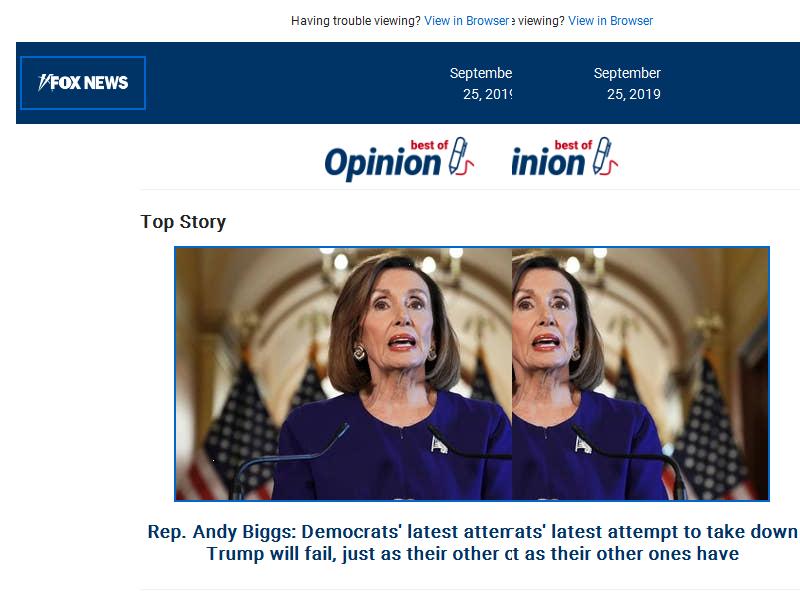 Having trouble viewing? View in Browser e viewing? View in Browser
FOX NEWS
Septembe September
25, 2019 25, 2019
best of best of
Opinion inion
Top Story
Rep. Andy Biggs: Democrats' latest attem rats' latest attempt to take down
Trump will fail, just as their other ct as their other ones have